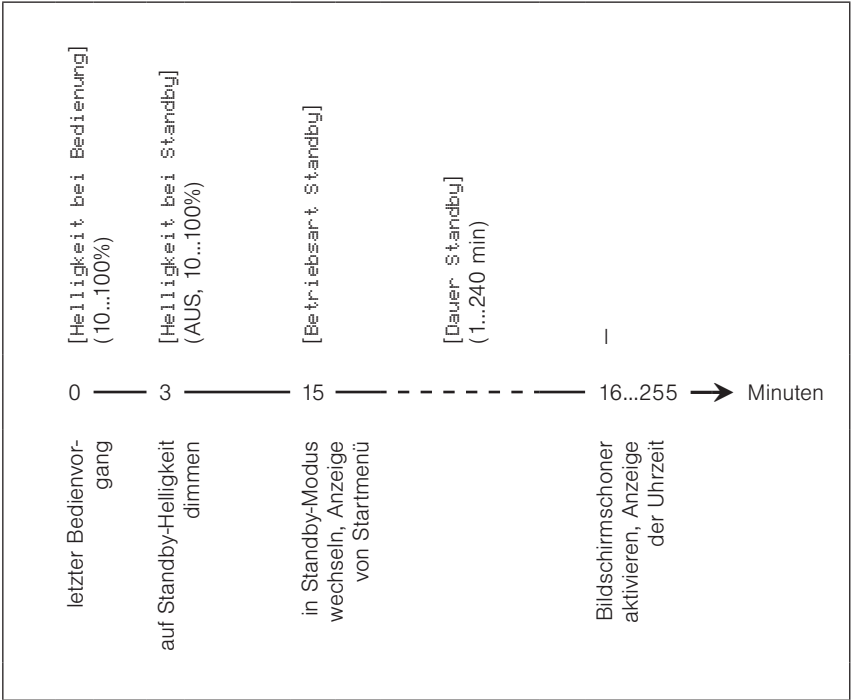 [Helligkeit bei Bedienung]
(10...100%)
[Helligkeit bei Standby]
(AUS, 10...100%)
[Betriebsart Standby]
[Dauer Standby]
(1...240 min)
–
0
3
15
16...255
Minuten
letzter Bedienvor-
gang
auf Standby-Helligkeit
dimmen
in Standby-Modus
wechseln, Anzeige
von Startmenü
Bildschirmschoner
aktivieren, Anzeige
der Uhrzeit